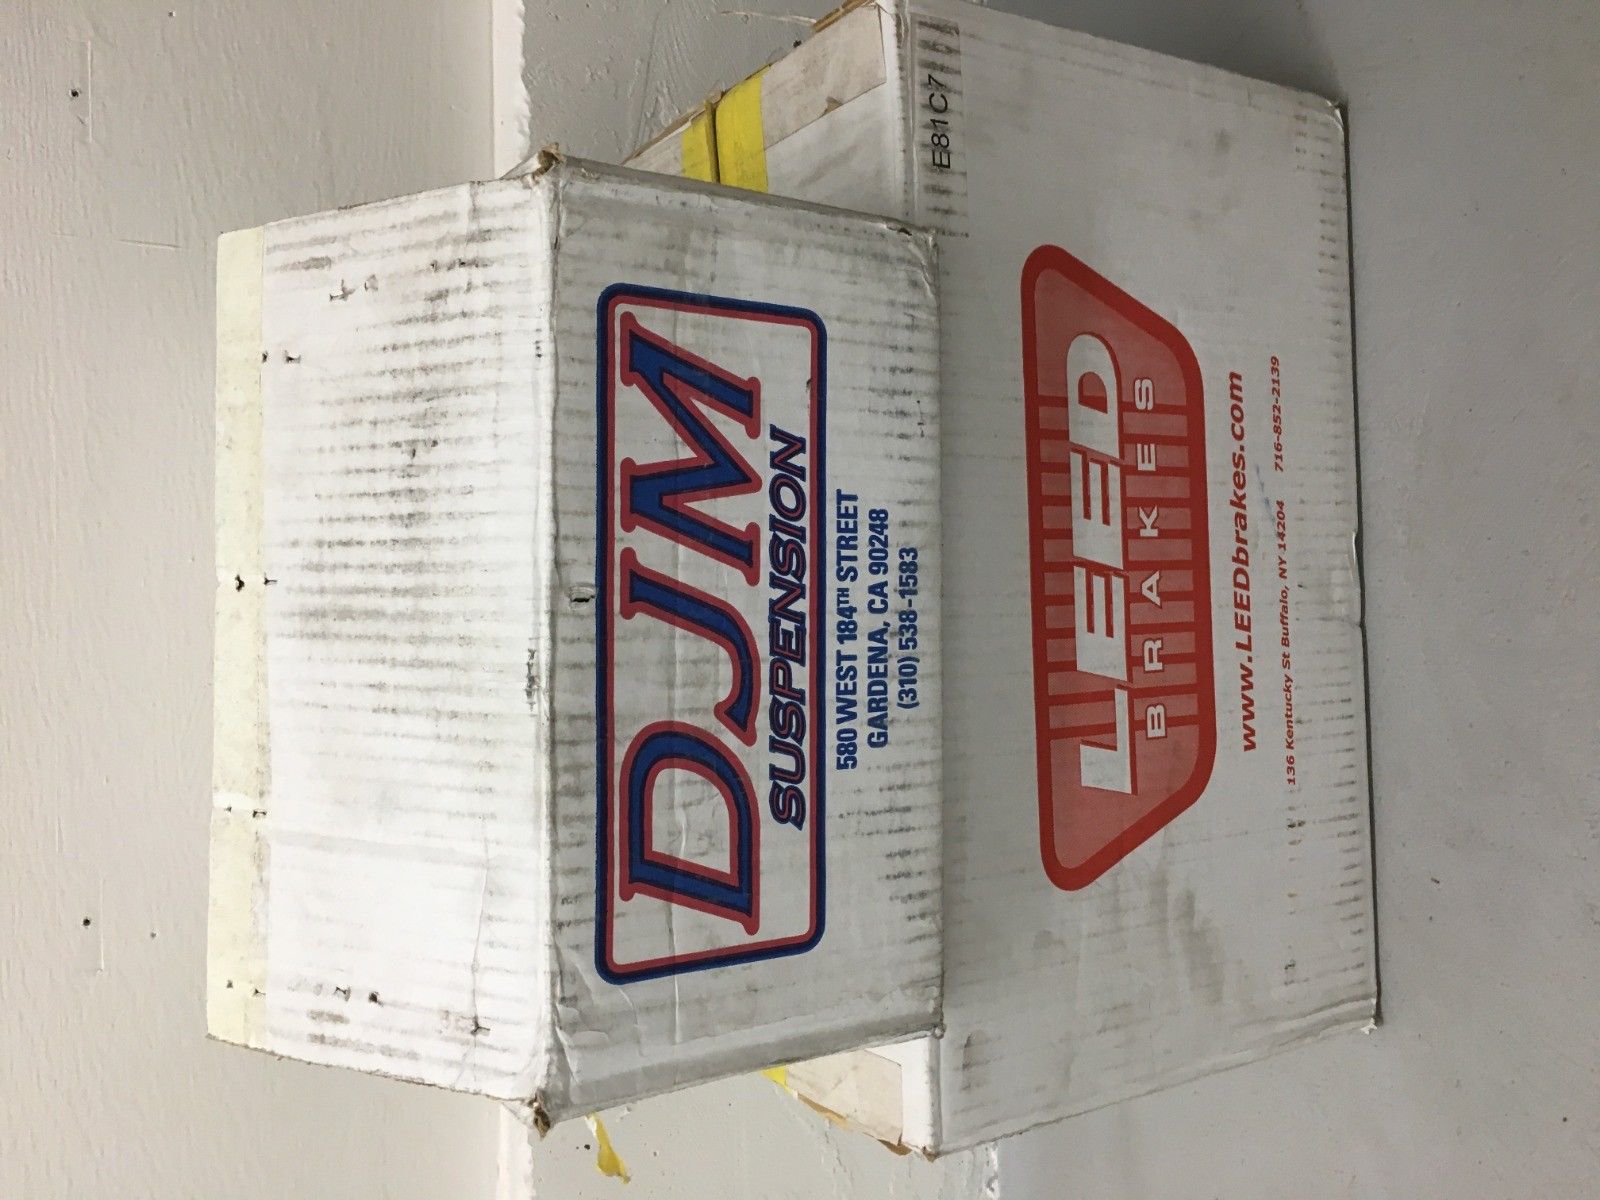 DJM
SUSPENSION
580 WEST 184TH STREET
GARDENA, CA 90248
(310) 538-1583
E81C7
LEED
BRAKES
www.LEEDbrakes.com
136 Kentucky St Buffalo, NY 14204 716-852-2139